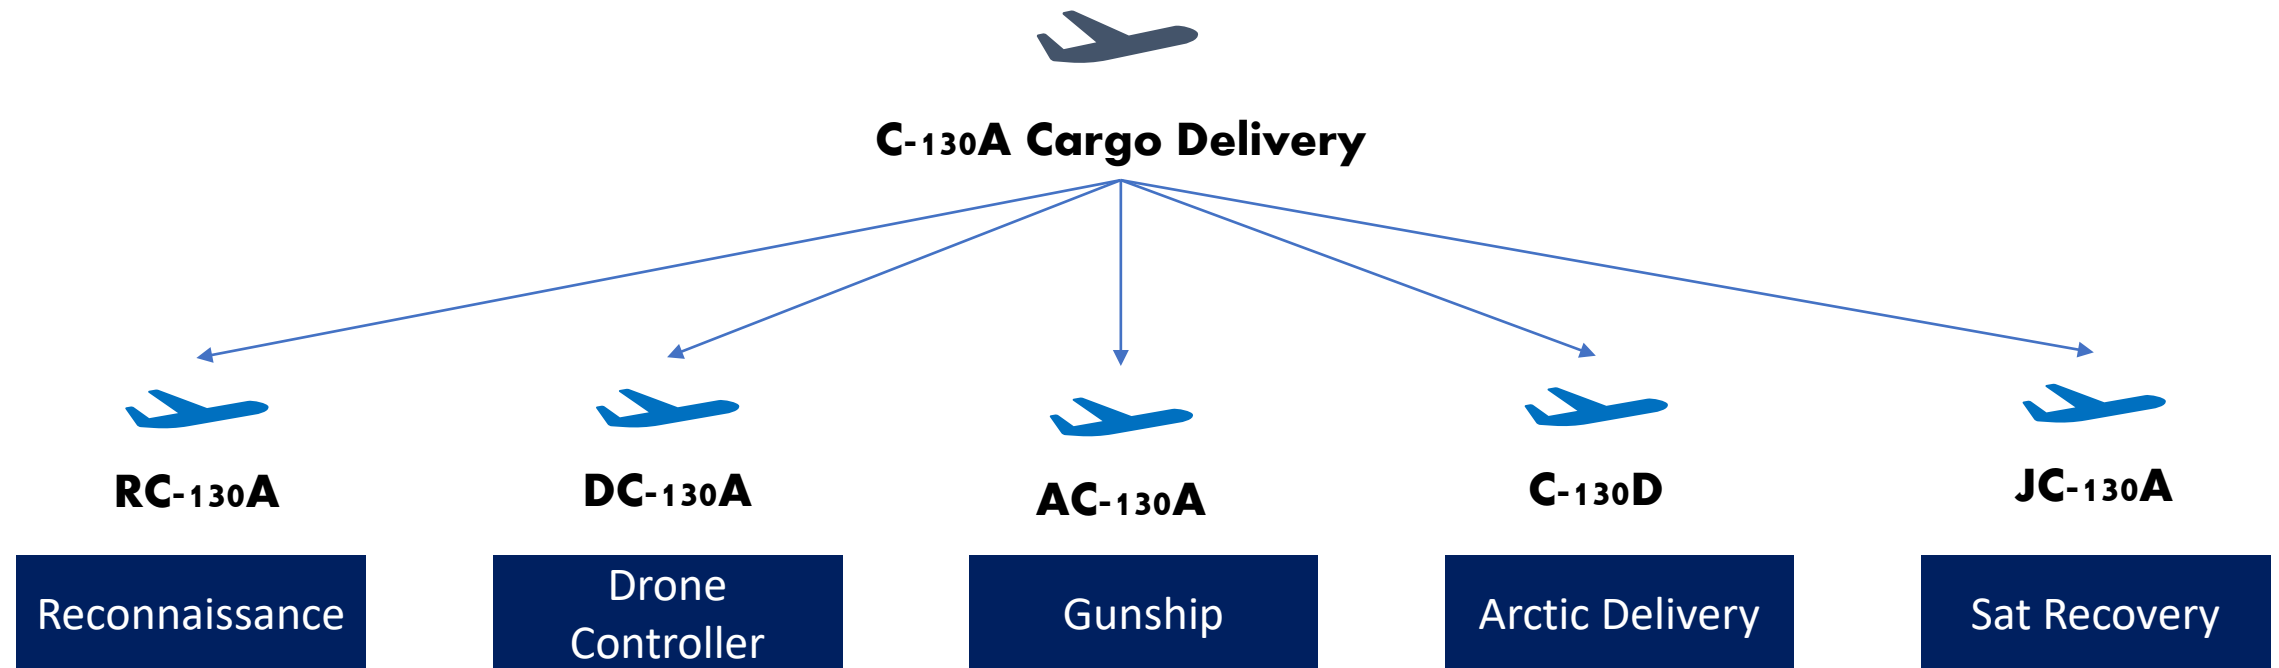 C-130A Cargo Delivery
RC-130A
DC-130A
AC-130A
C-130D
JC-130A
Reconnaissance
Drone
Controller
Gunship
Arctic Delivery
Sat Recovery